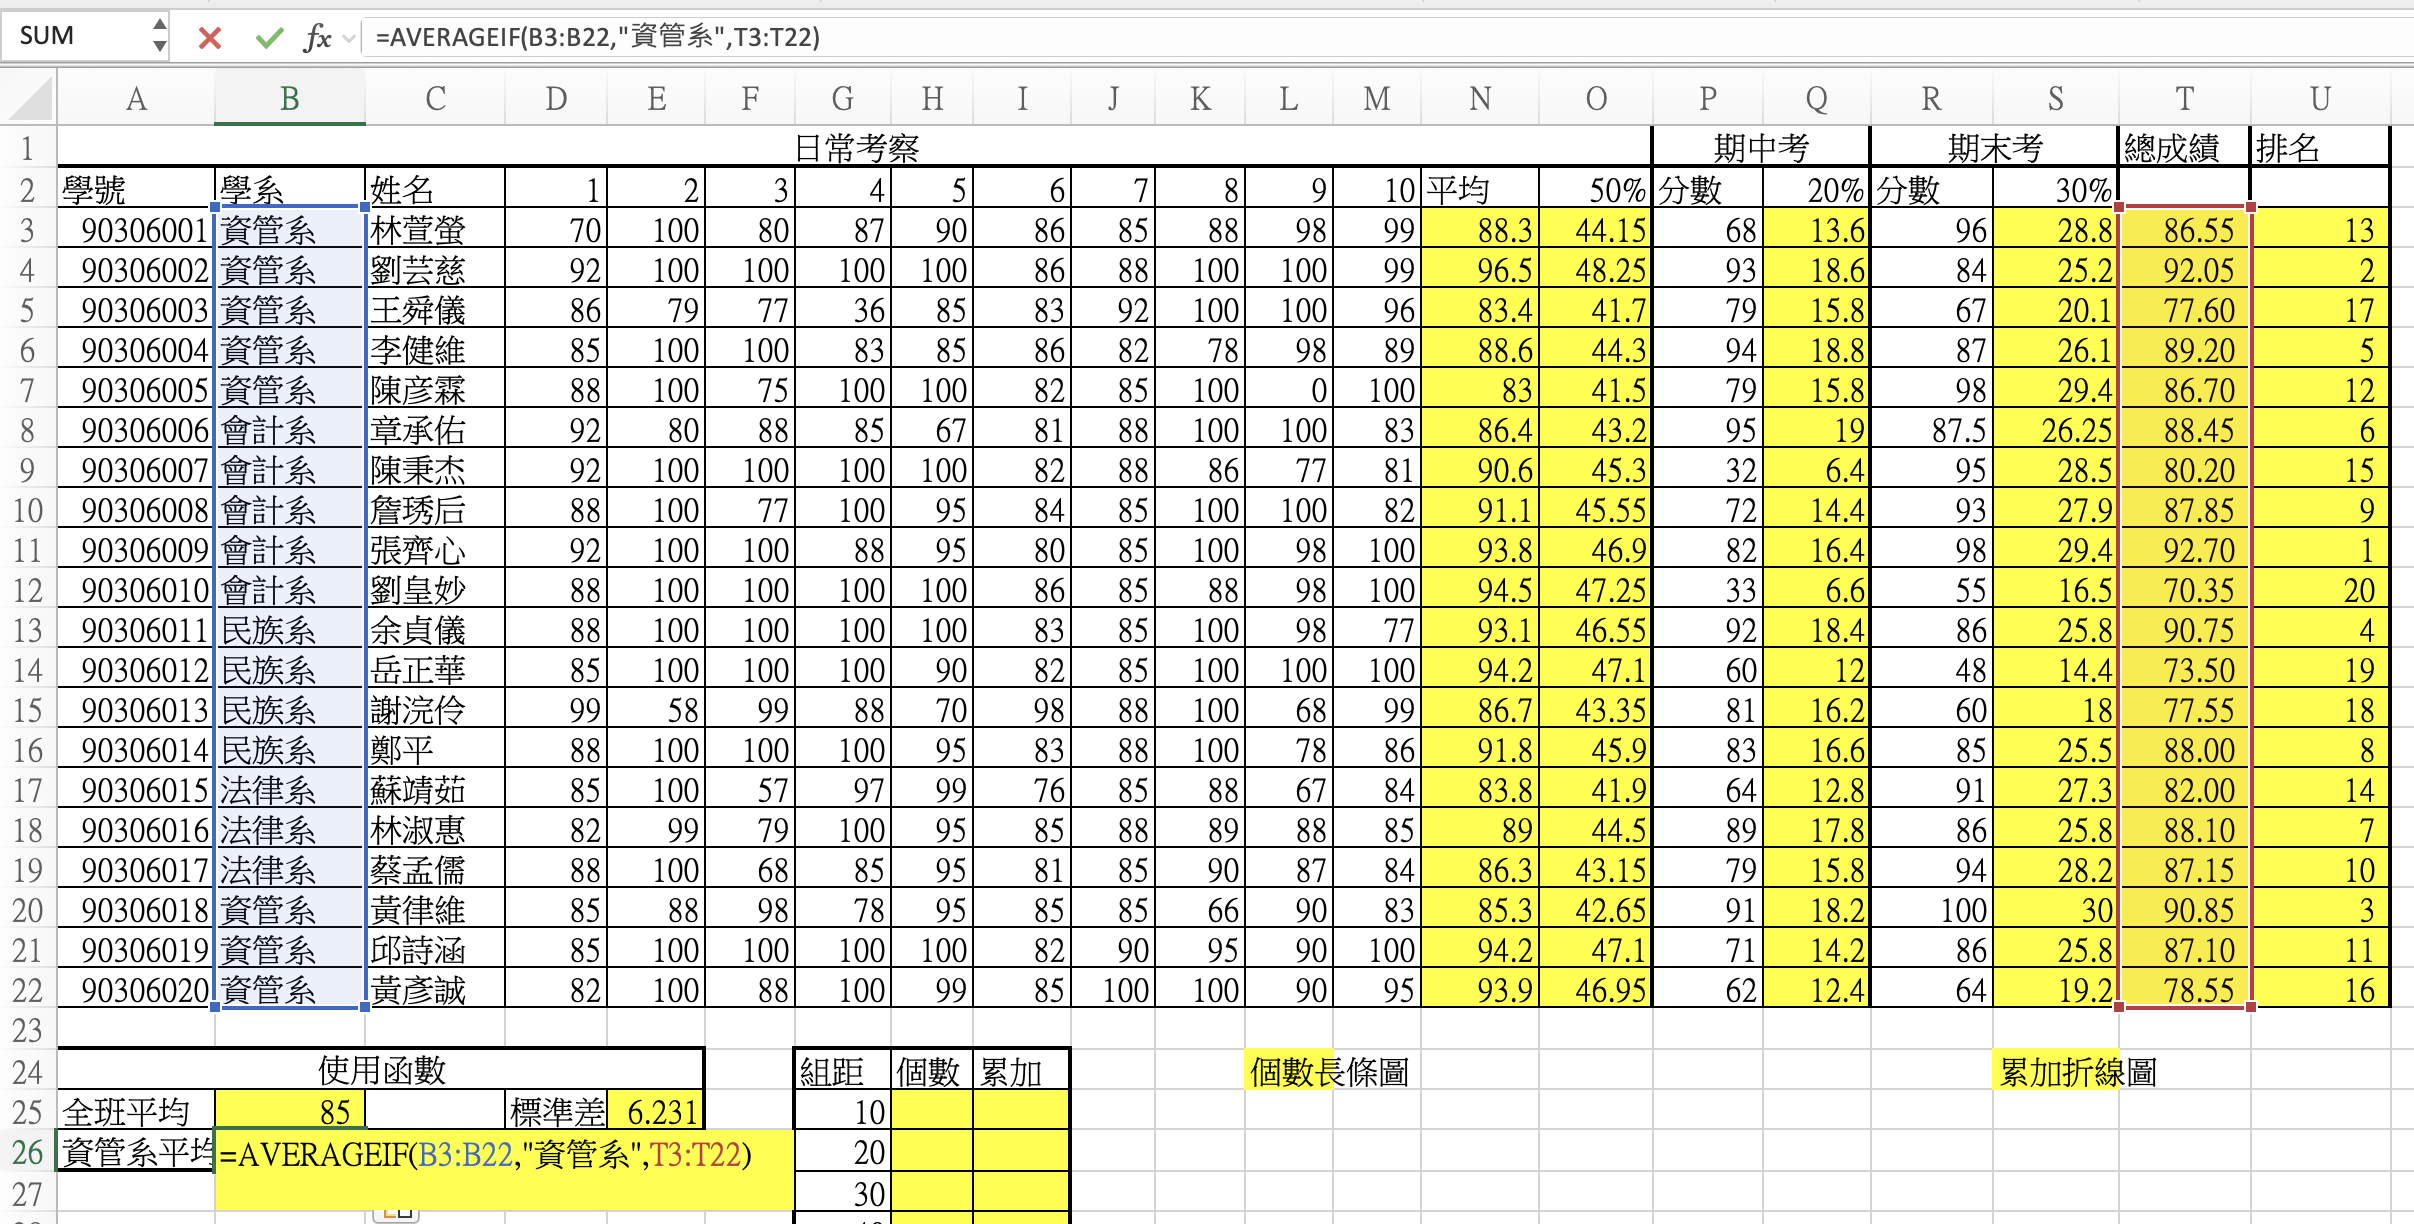 SUM fx =AVERAGEIF(B3:B22,"資管系",T3:T22)
A B C D E F G H I J K L M N O P Q R S T U
1 日常考察 期中考 期末考 總成績 排名
2 學號 學系 姓名 1 2 3 4 5 6 7 8 9 10 平均 50% 分數 20% 分數 30%
3 90306001 資管系 林萱螢 70 100 80 87 90 86 85 88 98 99 88.3 44.15 68 13.6 96 28.8 86.55 13
4 90306002 資管系 劉芸慈 92 100 100 100 100 86 88 100 100 99 96.5 48.25 93 18.6 84 25.2 92.05 2
5 90306003 資管系 王舜儀 86 79 77 36 85 83 92 100 100 96 83.4 41.7 79 15.8 67 20.1 77.60 17
6 90306004 資管系 李健維 85 100 100 83 85 86 82 78 98 89 88.6 44.3 94 18.8 87 26.1 89.20 5
7 90306005 資管系 陳彥霖 88 100 75 100 100 82 85 100 0 100 83 41.5 79 15.8 98 29.4 86.70 12
8 90306006 會計系 章承佑 92 80 88 85 67 81 88 100 100 83 86.4 43.2 95 19 87.5 26.25 88.45 6
9 90306007 會計系 陳秉杰 92 100 100 100 100 82 88 86 77 81 90.6 45.3 32 6.4 95 28.5 80.20 15
10 90306008 會計系 詹琇后 88 100 77 100 95 84 85 100 100 82 91.1 45.55 72 14.4 93 27.9 87.85 9
11 90306009 會計系 張齊心 92 100 100 88 95 80 85 100 98 100 93.8 46.9 82 16.4 98 29.4 92.70 1
12 90306010 會計系 劉皇妙 88 100 100 100 100 86 85 88 98 100 94.5 47.25 33 6.6 55 16.5 70.35 20
13 90306011 民族系 余貞儀 88 100 100 100 100 83 85 100 98 77 93.1 46.55 92 18.4 86 25.8 90.75 4
14 90306012 民族系 岳正華 85 100 100 100 90 82 85 100 100 100 94.2 47.1 60 12 48 14.4 73.50 19
15 90306013 民族系 謝浣伶 99 58 99 88 70 98 88 100 68 99 86.7 43.35 81 16.2 60 18 77.55 18
16 90306014 民族系 鄭平 88 100 100 100 95 83 88 100 78 86 91.8 45.9 83 16.6 85 25.5 88.00 8
17 90306015 法律系 蘇靖茹 85 100 57 97 99 76 85 88 67 84 83.8 41.9 64 12.8 91 27.3 82.00 14
18 90306016 法律系 林淑惠 82 99 79 100 95 85 88 89 88 85 89 44.5 89 17.8 86 25.8 88.10 7
19 90306017 法律系 蔡孟儒 88 100 68 85 95 81 85 90 87 84 86.3 43.15 79 15.8 94 28.2 87.15 10
20 90306018 資管系 黃律維 85 88 98 78 95 85 85 66 90 83 85.3 42.65 91 18.2 100 30 90.85 3
21 90306019 資管系 邱詩涵 85 100 100 100 100 82 90 95 90 100 94.2 47.1 71 14.2 86 25.8 87.10 11
22 90306020 資管系 黃彥誠 82 100 88 100 99 85 100 100 90 95 93.9 46.95 62 12.4 64 19.2 78.55 16
23
24 使用函數 組距 個數 累加 個數長條圖 累加折線圖
25 全班平均 85 標準差 6.231 10
26 資管系平均 =AVERAGEIF(B3:B22,"資管系",T3:T22) 20
27 30